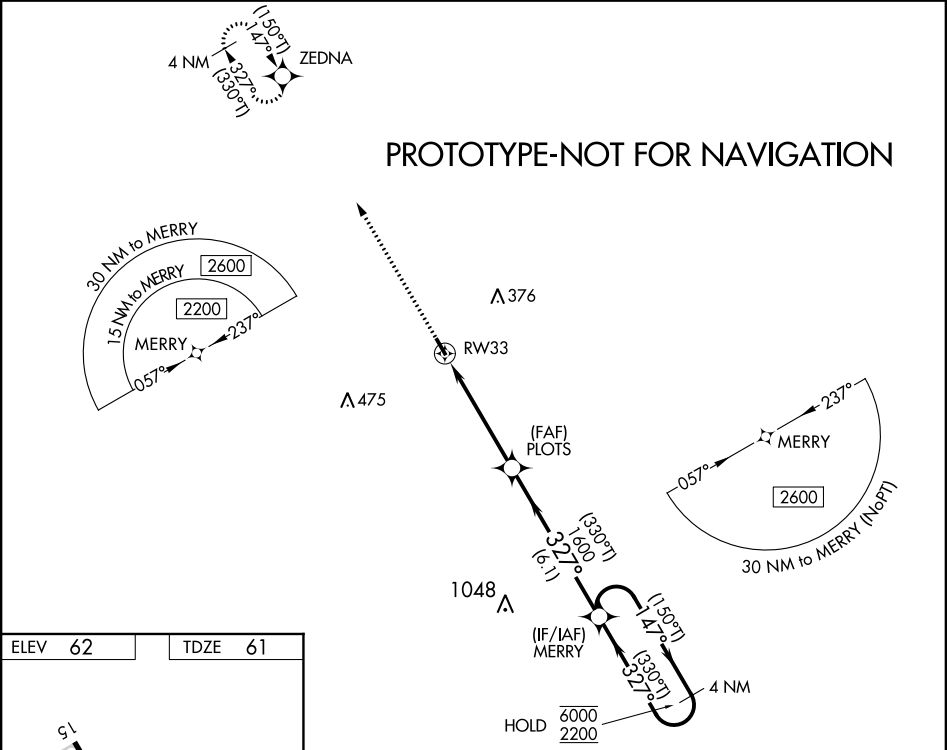 (150°T)
147°
4 NM
ZEDNA
327°
(330°T)
PROTOTYPE-NOT FOR NAVIGATION
30 NM to MERRY
2600
15 NM to MERRY
2200
MERRY
237°
057°
376
RW33
475
(FAF)
PLOTS
237°
MERRY
057°
2600
30 NM to MERRY (NoPT)
(330°T)
1600
327°
(6.1)
1048
(IF/IAF)
MERRY
(150°T)
147°
(330°T)
327°
4 NM
HOLD
6000
2200
ELEV 62
TDZE 61
15